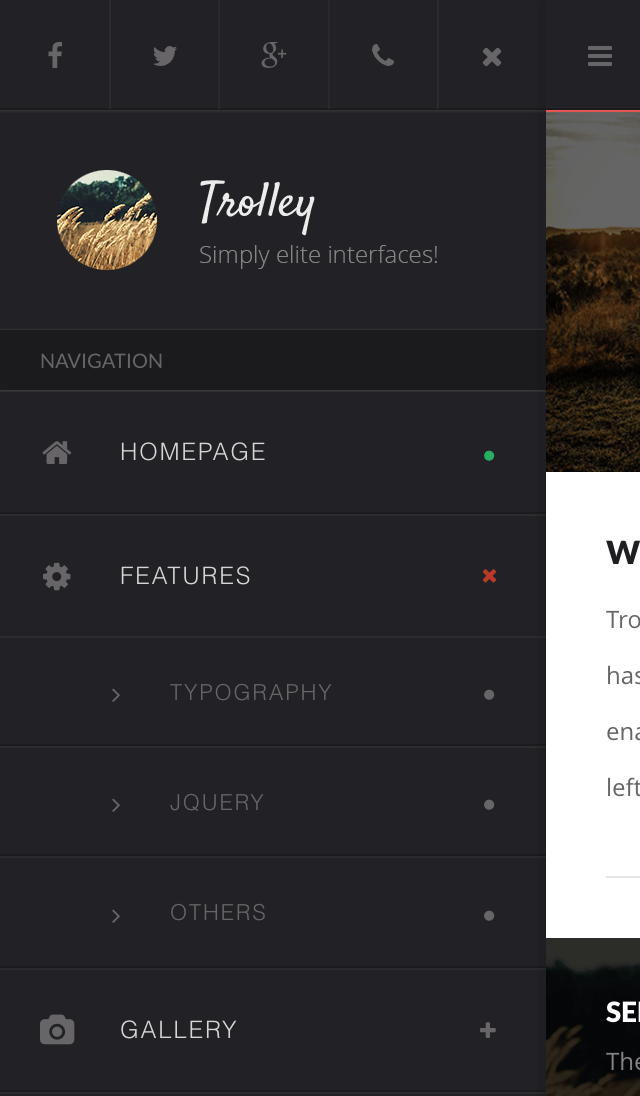 Trolley
Simply elite interfaces!
NAVIGATION
HOMEPAGE
FEATURES
TYPOGRAPHY
JQUERY
OTHERS
GALLERY
W
Tro
has
ena
left
SE
The